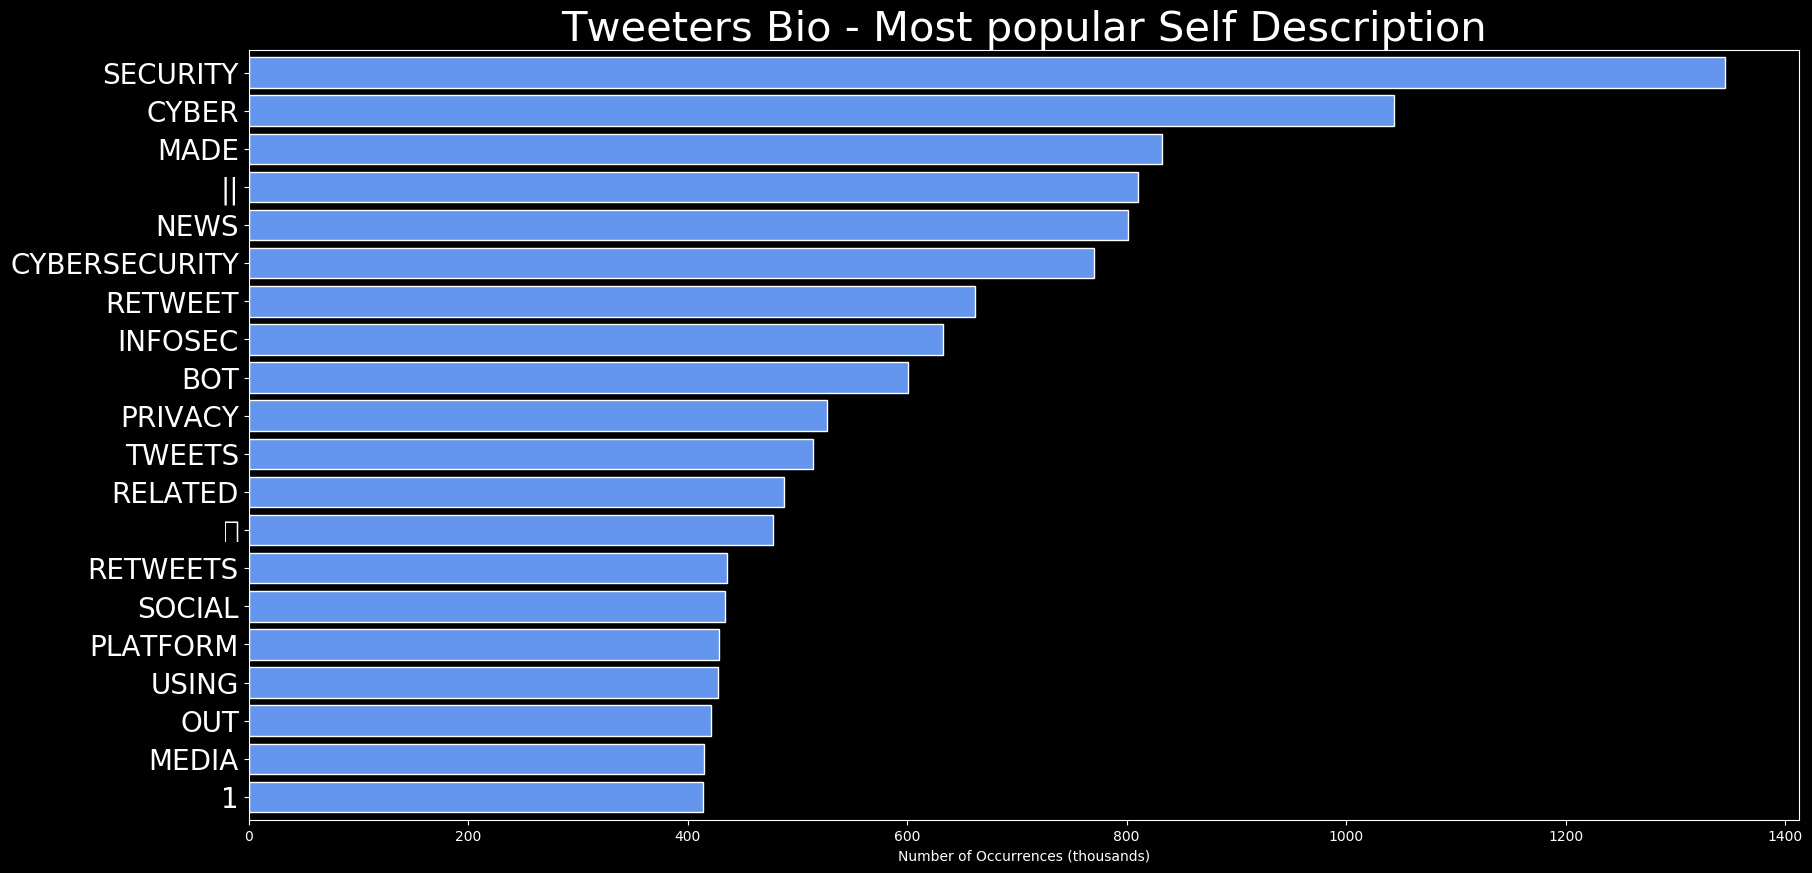 Tweeters Bio - Most popular Self Description
SECURITY
CYBER
MADE
||
NEWS
CYBERSECURITY
RETWEET
INFOSEC
BOT
PRIVACY
TWEETS
RELATED
RETWEETS
SOCIAL
PLATFORM
USING
OUT
MEDIA
1
0 200 400 600 800 1000 1200 1400
Number of Occurrences (thousands)